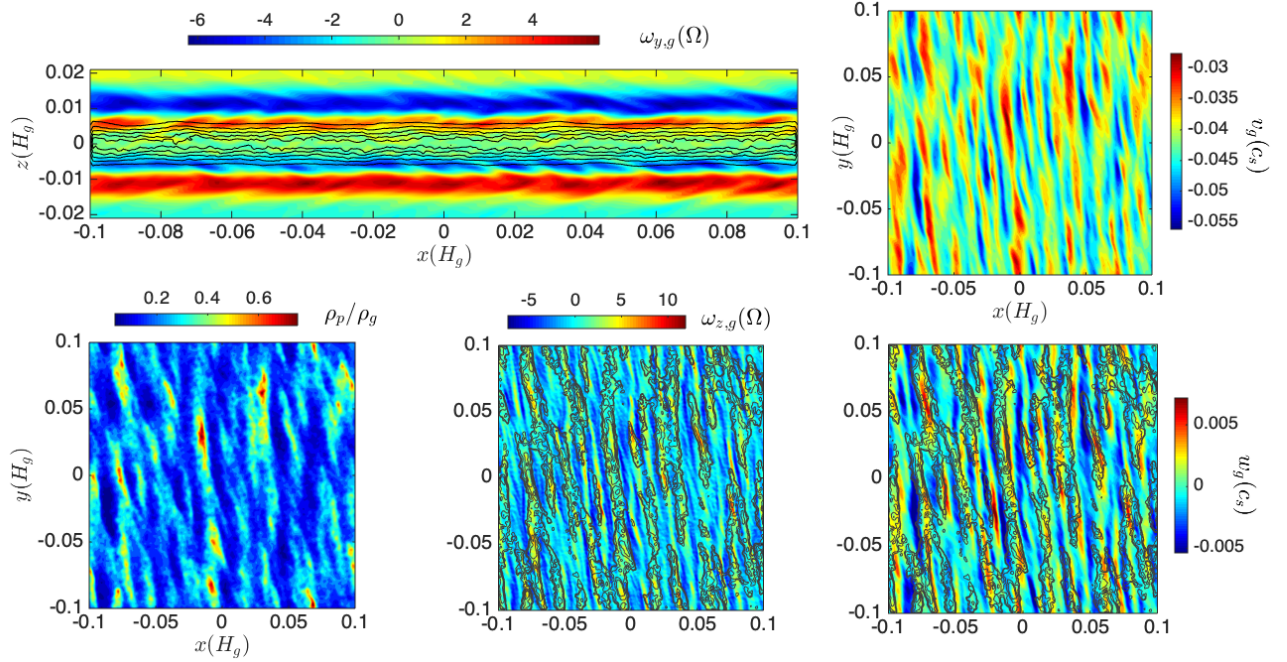 -6 -4 -2 0 2 4
ω_{y,g}(Ω)
0.02
0.01
0
-0.01
-0.02
z(H_g)
-0.1 -0.08 -0.06 -0.04 -0.02 0 0.02 0.04 0.06 0.08 0.1
x(H_g)
0.1
0.05
0
-0.05
-0.1
y(H_g)
-0.1 -0.05 0 0.05 0.1
x(H_g)
-0.03
-0.035
-0.04
-0.045
-0.05
-0.055
v_g(c_s)
0.2 0.4 0.6
ρ_p/ρ_g
0.1
0.05
0
-0.05
-0.1
y(H_g)
-0.1 -0.05 0 0.05 0.1
x(H_g)
-5 0 5 10
ω_{z,g}(Ω)
0.1
0.05
0
-0.05
-0.1
-0.1 -0.05 0 0.05 0.1
x(H_g)
0.1
0.05
0
-0.05
-0.1
-0.1 -0.05 0 0.05 0.1
x(H_g)
0.005
0
-0.005
w_g(c_s)